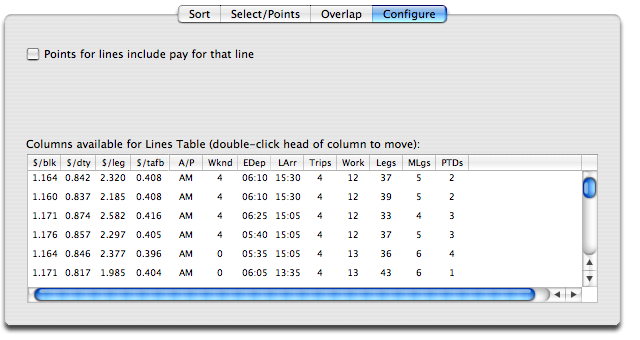 Sort Select/Points Overlap Configure
Points for lines include pay for that line
Columns available for Lines Table (double-click head of column to move):
$/blk $/dty $/leg $/tafb A/P Wknd EDep LArr Trips Work Legs MLgs PTDs
1.164 0.842 2.320 0.408 AM 4 06:10 15:30 4 12 37 5 2
1.160 0.837 2.185 0.408 AM 4 06:10 15:30 4 12 39 5 2
1.171 0.874 2.582 0.416 AM 4 06:25 15:05 4 12 33 4 3
1.176 0.857 2.297 0.405 AM 4 05:40 15:05 4 12 37 5 3
1.164 0.846 2.377 0.396 AM 0 05:35 15:05 4 13 36 6 4
1.171 0.817 1.985 0.404 AM 0 06:05 13:35 4 13 43 6 1